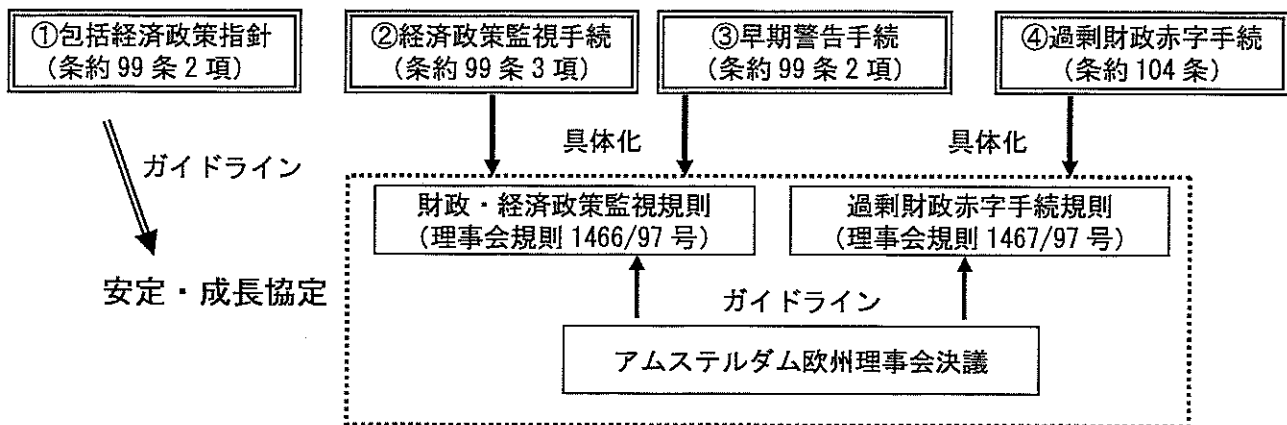 ①包括経済政策指針
(条約 99 条 2 項)
②経済政策監視手続
(条約 99 条 3 項)
③早期警告手続
(条約 99 条 2 項)
④過剰財政赤字手続
(条約 104 条)
ガイドライン
具体化
具体化
財政・経済政策監視規則
(理事会規則 1466/97 号)
過剰財政赤字手続規則
(理事会規則 1467/97 号)
安定・成長協定
ガイドライン
アムステルダム欧州理事会決議